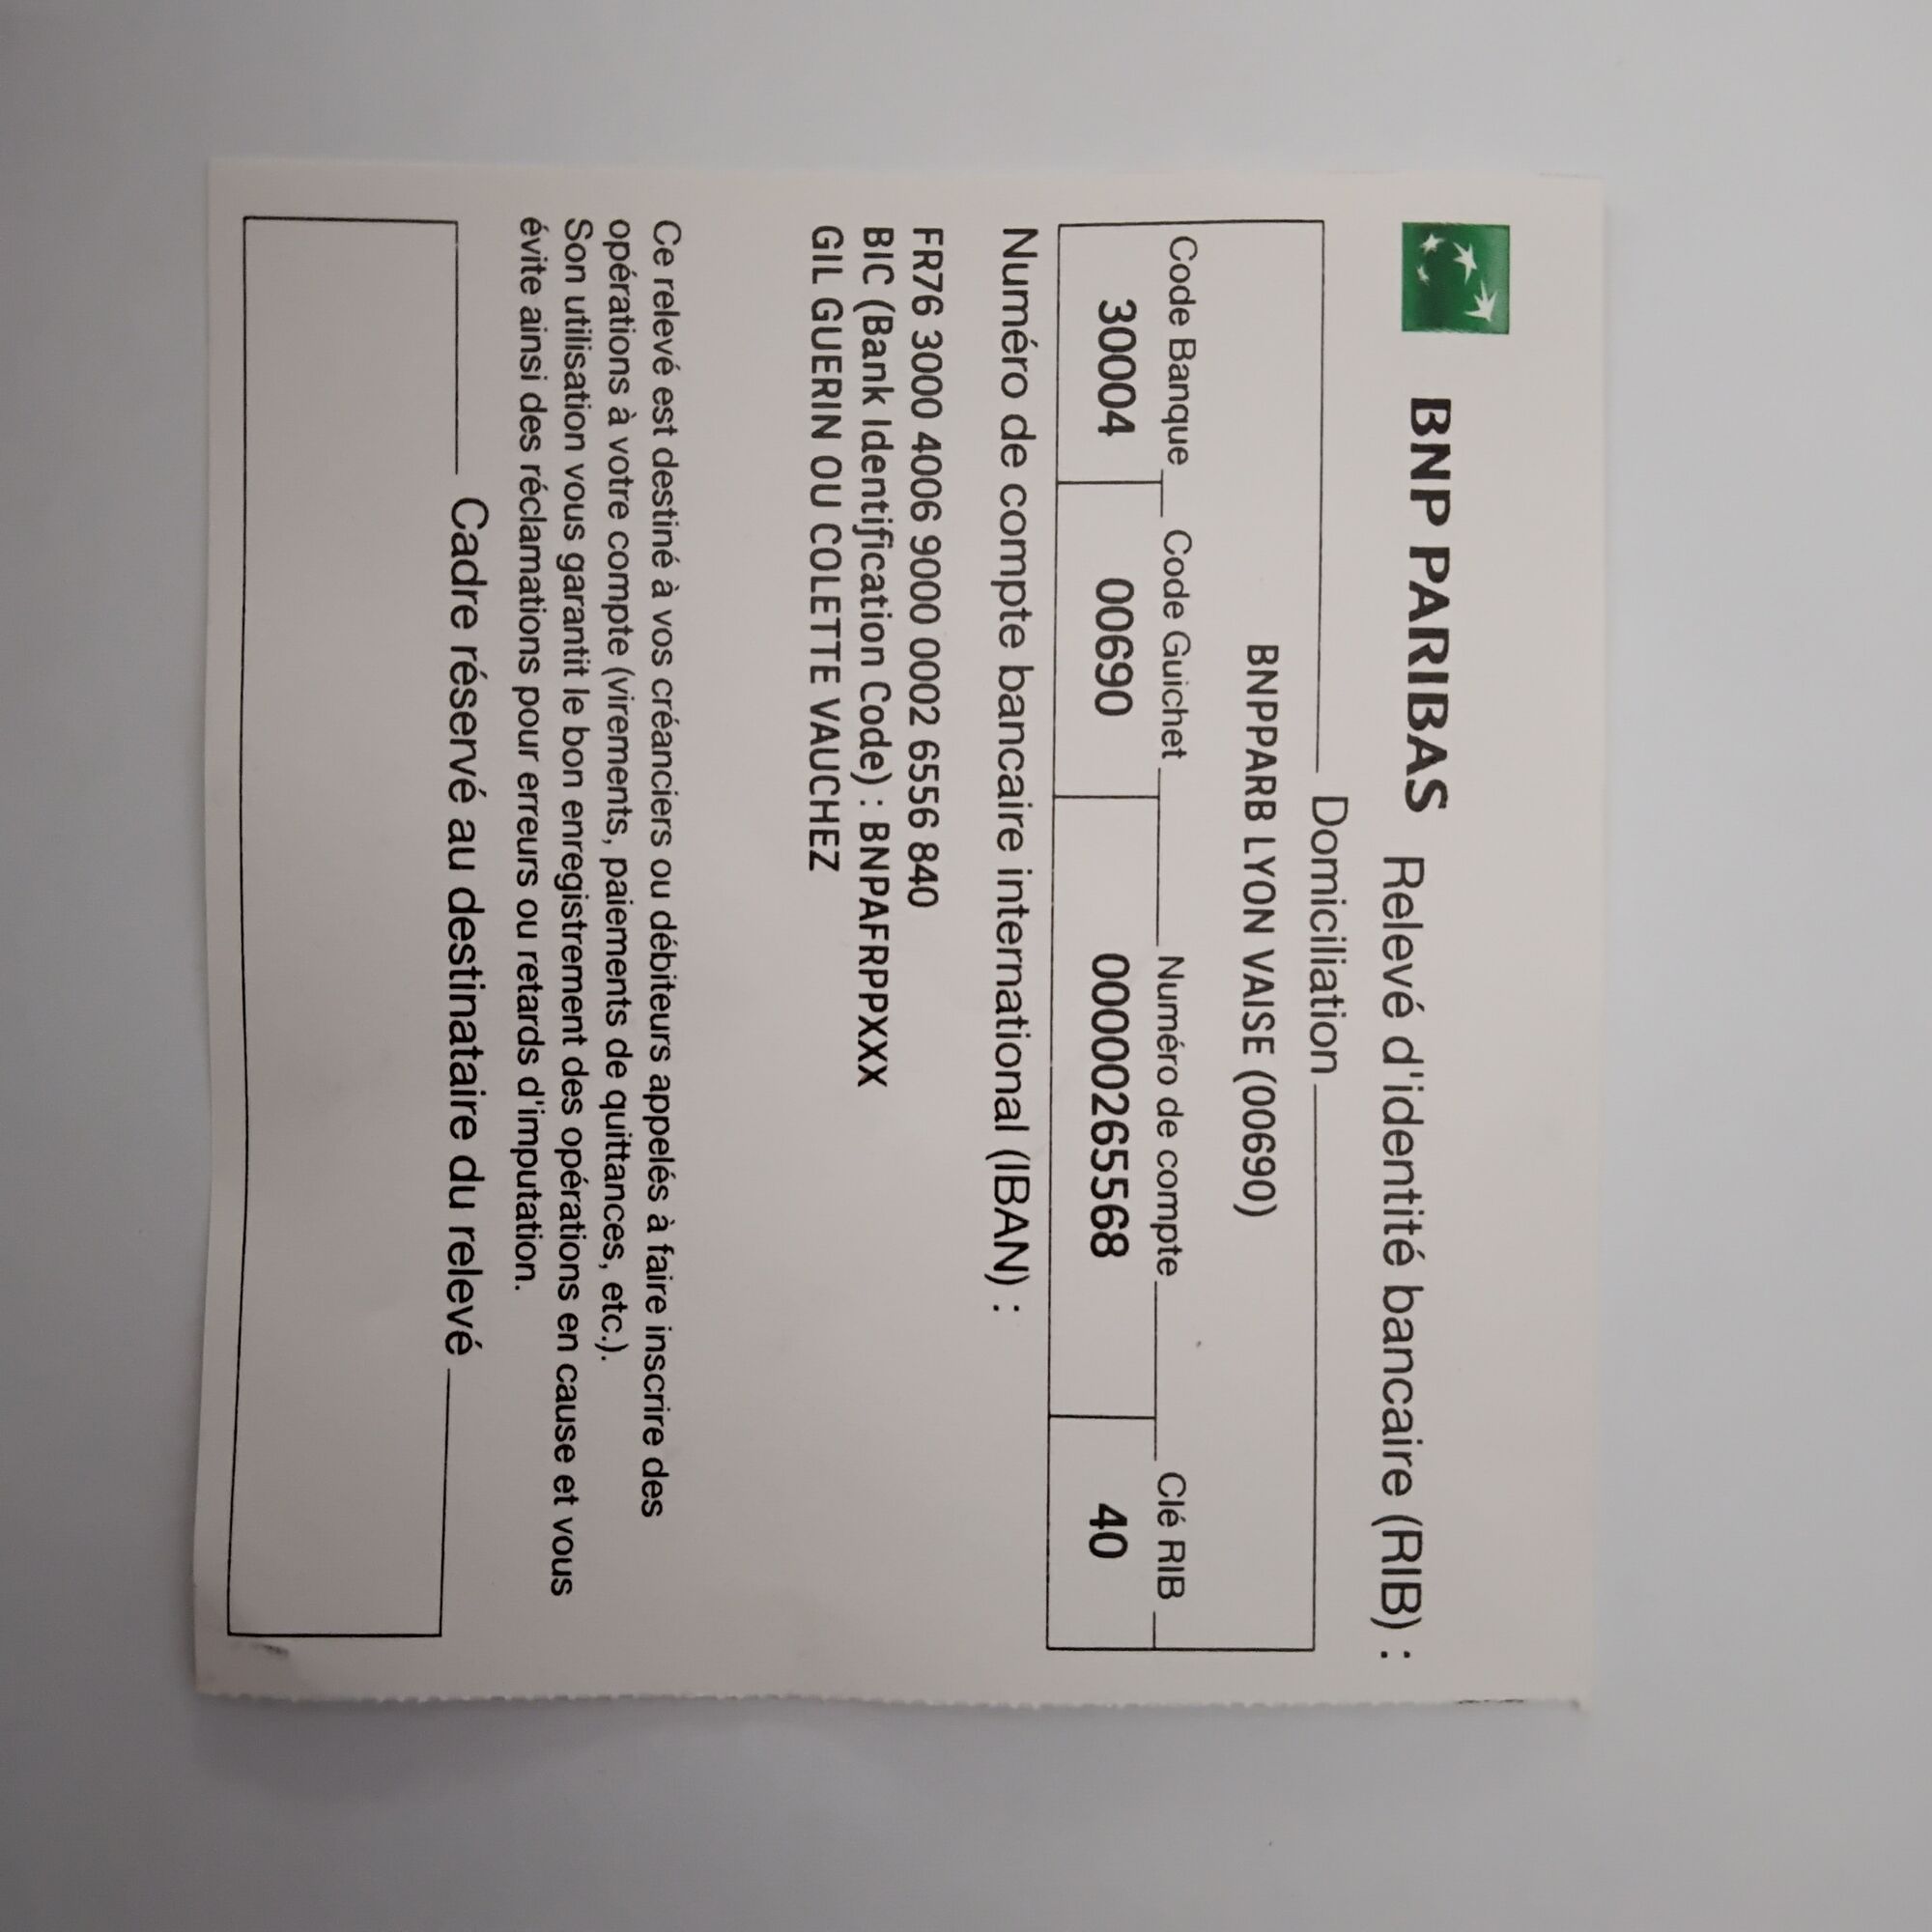 BNP PARIBAS Relevé d'identité bancaire (RIB) :
Domiciliation
BNPPARB LYON VAISE (00690)
Code Banque Code Guichet Numéro de compte Clé RIB
30004 00690 00000265568 40
Numéro de compte bancaire international (IBAN) :
FR76 3000 4006 9000 0002 6556 840
BIC (Bank Identification Code) : BNPAFRPPXXX
GIL GUERIN OU COLETTE VAUCHEZ
Ce relevé est destiné à vos créanciers ou débiteurs appelés à faire inscrire des
opérations à votre compte (virements, paiements de quittances, etc.).
Son utilisation vous garantit le bon enregistrement des opérations en cause et vous
évite ainsi des réclamations pour erreurs ou retards d'imputation.
Cadre réservé au destinataire du relevé